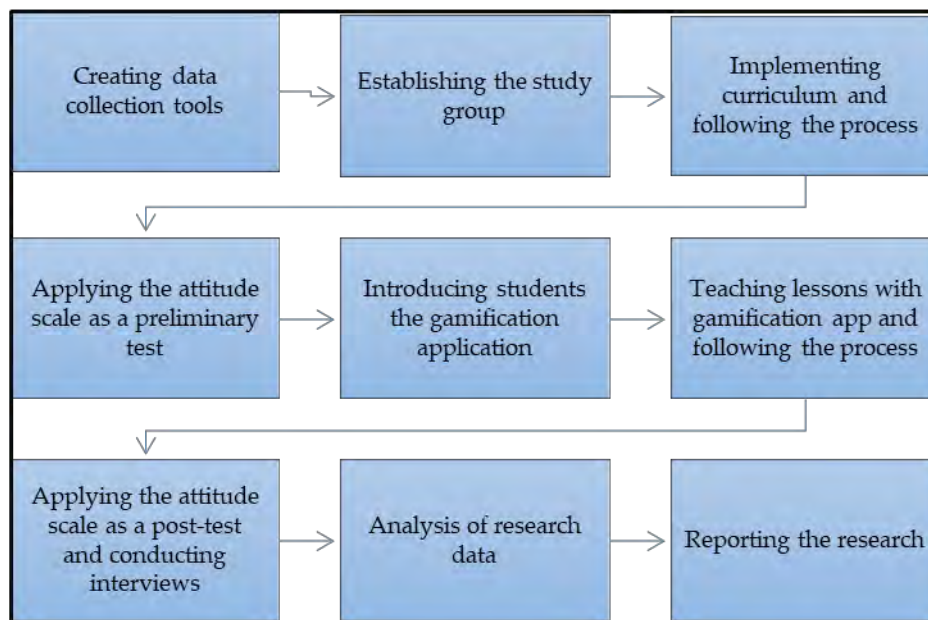 Creating data
collection tools
Establishing the study
group
Implementing
curriculum and
following the process
Applying the attitude
scale as a preliminary
test
Introducing students
the gamification
application
Teaching lessons with
gamification app and
following the process
Applying the attitude
scale as a post-test
and conducting
interviews
Analysis of research
data
Reporting the research